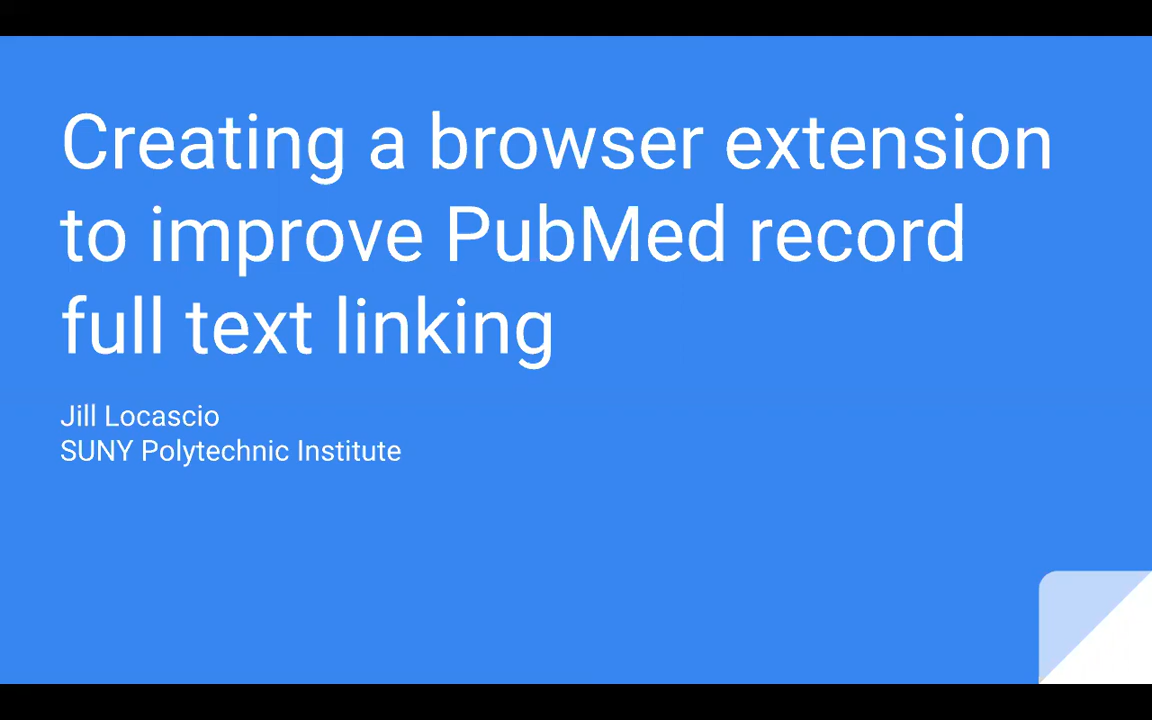 Creating a browser extension
to improve PubMed record
full text linking
Jill Locascio
SUNY Polytechnic Institute